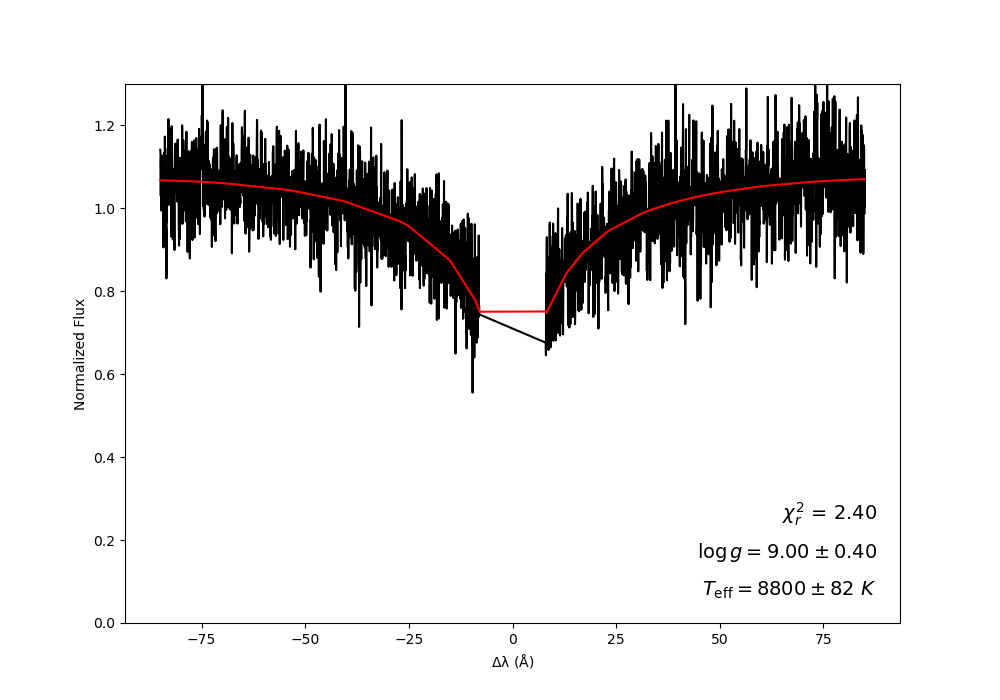 1.2
1.0
0.8
0.6
0.4
0.2
0.0
Normalized Flux
χ²ᵣ = 2.40
log g = 9.00 ± 0.40
T_eff = 8800 ± 82 K
−75 −50 −25 0 25 50 75
Δλ (Å)